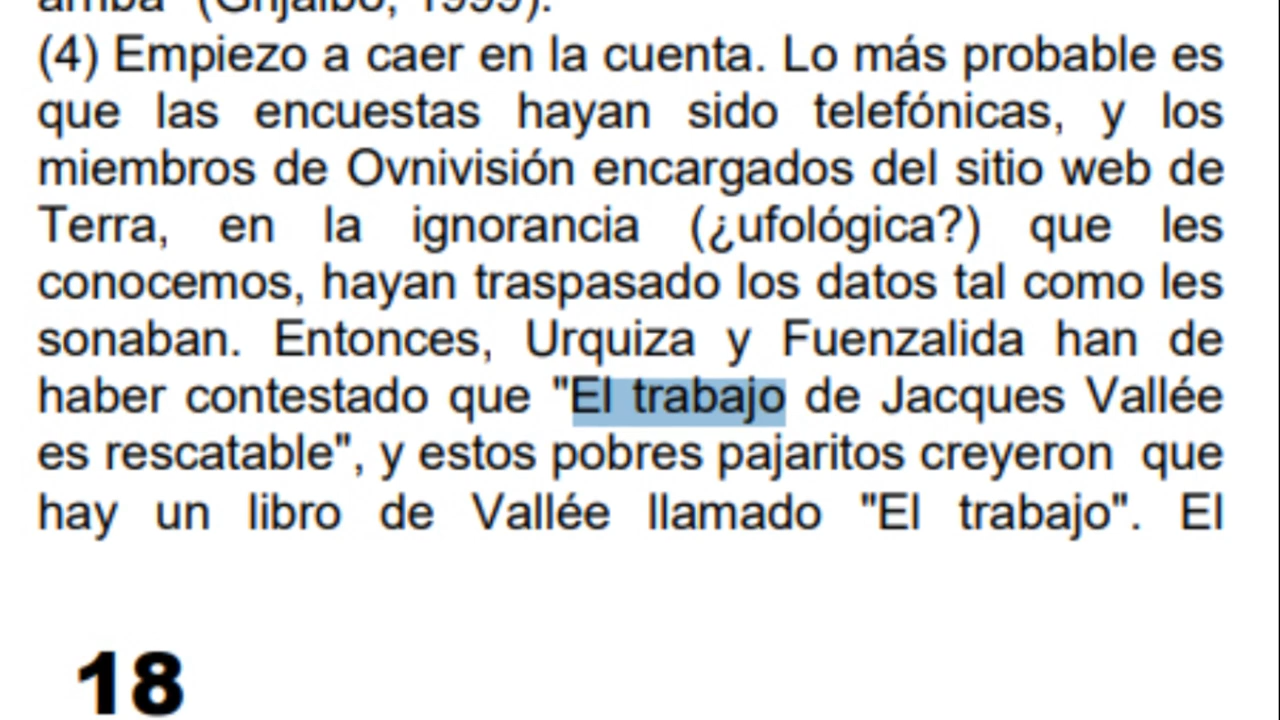 (Grijalbo, 1999).
(4) Empiezo a caer en la cuenta. Lo más probable es
que las encuestas hayan sido telefónicas, y los
miembros de Ovnivisión encargados del sitio web de
Terra, en la ignorancia (¿ufológica?) que les
conocemos, hayan traspasado los datos tal como les
sonaban. Entonces, Urquiza y Fuenzalida han de
haber contestado que "El trabajo de Jacques Vallée
es rescatable", y estos pobres pajaritos creyeron que
hay un libro de Vallée llamado "El trabajo". El
18